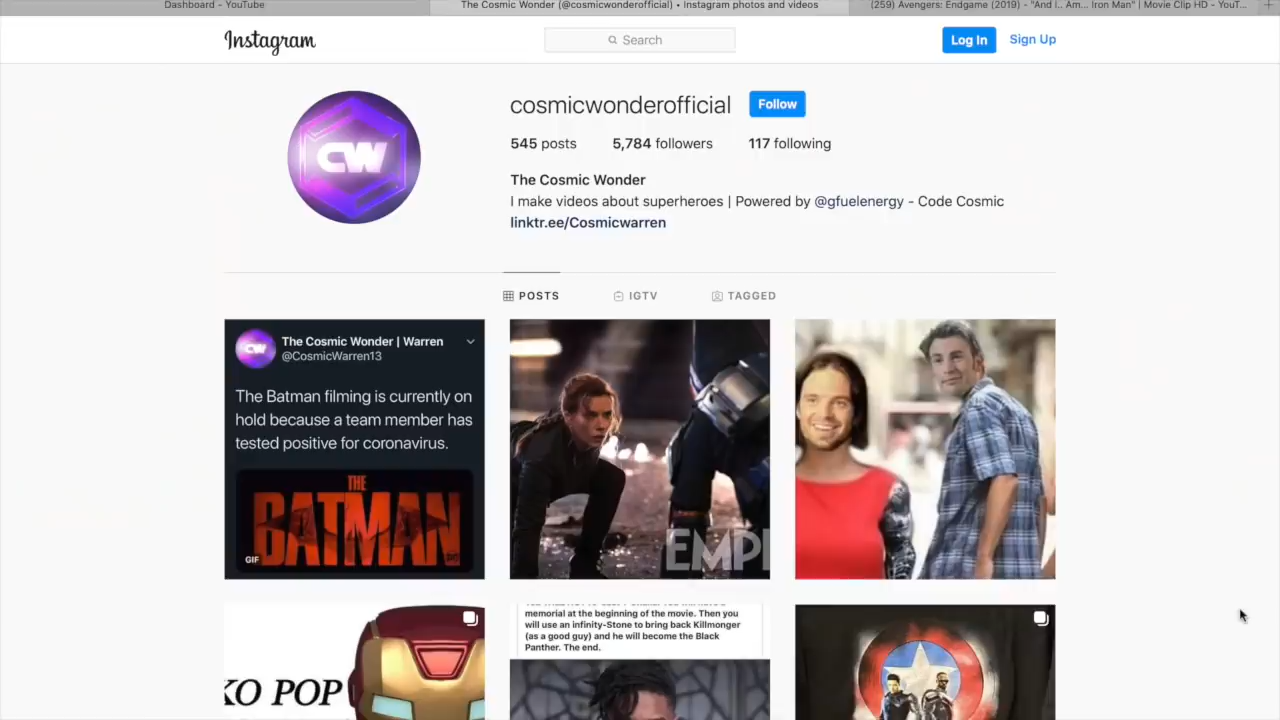 Dashboard - YouTube
The Cosmic Wonder (@cosmicwonderofficial) • Instagram photos and videos
(259) Avengers: Endgame (2019) - "And I.. Am... Iron Man" | Movie Clip HD - YouT...
Instagram
Search
Log In
Sign Up
CW
cosmicwonderofficial
Follow
545 posts
5,784 followers
117 following
The Cosmic Wonder
I make videos about superheroes | Powered by @gfuelenergy - Code Cosmic
linktr.ee/Cosmicwarren
POSTS
IGTV
TAGGED
CW
The Cosmic Wonder | Warren
@CosmicWarren13
The Batman filming is currently on
hold because a team member has
tested positive for coronavirus.
THE
BATMAN
GIF
EMPI
KO POP
memorial at the beginning of the movie. Then you
will use an infinity-Stone to bring back Killmonger
(as a good guy) and he will become the Black
Panther. The end.